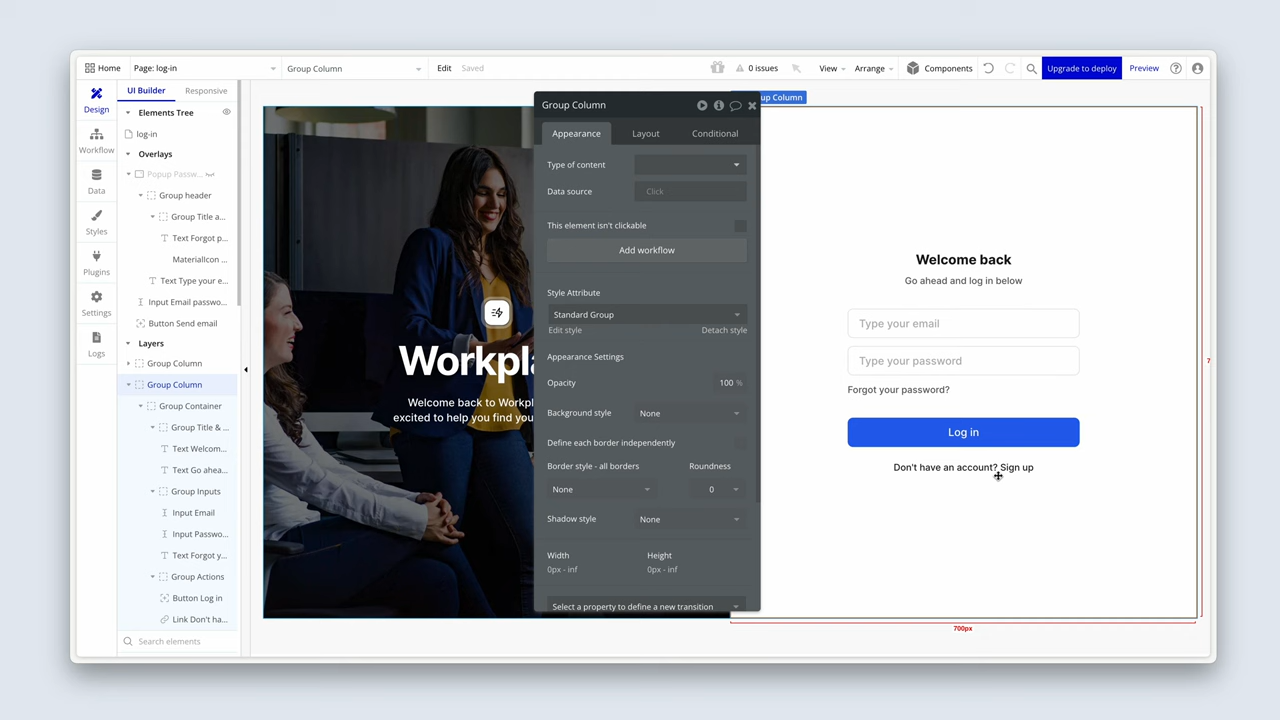 Home
Page: log-in
Group Column
Edit
Saved
0 issues
View
Arrange
Components
Upgrade to deploy
Preview
Design
Workflow
Data
Styles
Plugins
Settings
Logs
UI Builder
Responsive
Elements Tree
log-in
Overlays
Popup Passw...
Group header
Group Title a...
Text Forgot p...
MaterialIcon ...
Text Type your e...
Input Email passwo...
Button Send email
Layers
Group Column
Group Column
Group Container
Group Title & ...
Text Welcom...
Text Go ahea...
Group Inputs
Input Email
Input Passwo...
Text Forgot y...
Group Actions
Button Log in
Link Don't ha...
Search elements
Workpl
Welcome back to Workpl
excited to help you find you
Group Column
Appearance
Layout
Conditional
Type of content
Data source
Click
This element isn't clickable
Add workflow
Style Attribute
Standard Group
Edit style
Detach style
Appearance Settings
Opacity
100 %
Background style
None
Define each border independently
Border style - all borders
Roundness
None
0
Shadow style
None
Width
Height
0px - inf
0px - inf
Select a property to define a new transition
up Column
Welcome back
Go ahead and log in below
Type your email
Type your password
Forgot your password?
Log in
Don't have an account? Sign up
7
700px